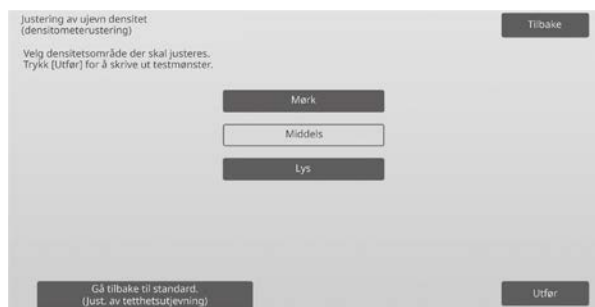 Justering av ujevn densitet
(densitometerustering)
Tilbake
Velg densitetsområde der skal justeres.
Trykk [Utfør] for å skrive ut testmønster.
Mørk
Middels
Lys
Gå tilbake til standard.
(Just. av tetthetsutjevning)
Utfør